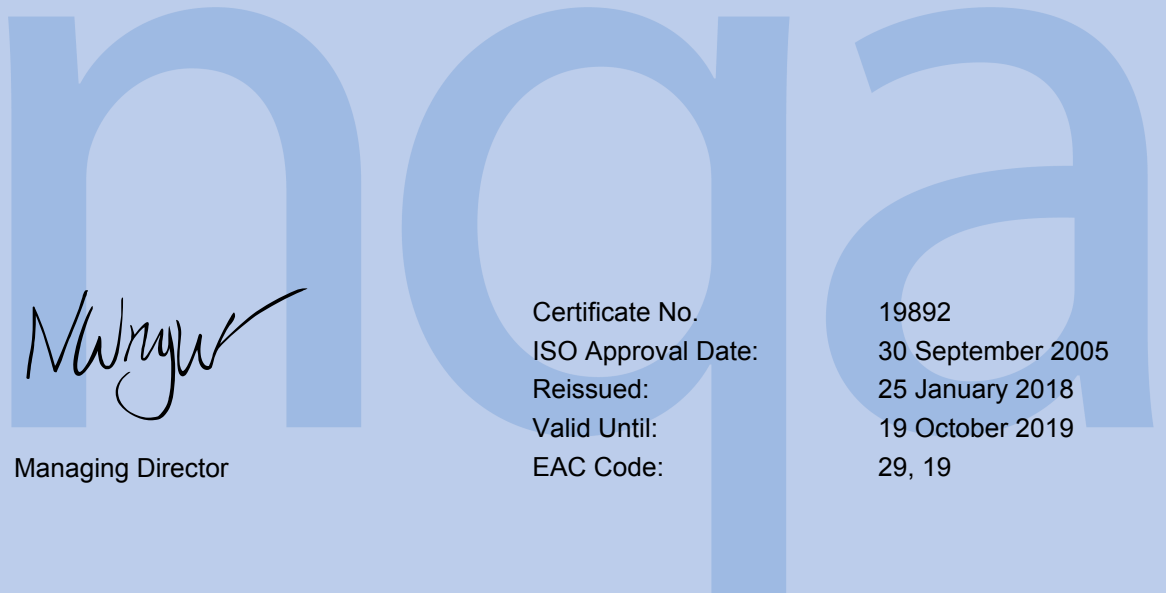 nqa
Certificate No. 19892
ISO Approval Date: 30 September 2005
Reissued: 25 January 2018
Valid Until: 19 October 2019
Managing Director
EAC Code: 29, 19